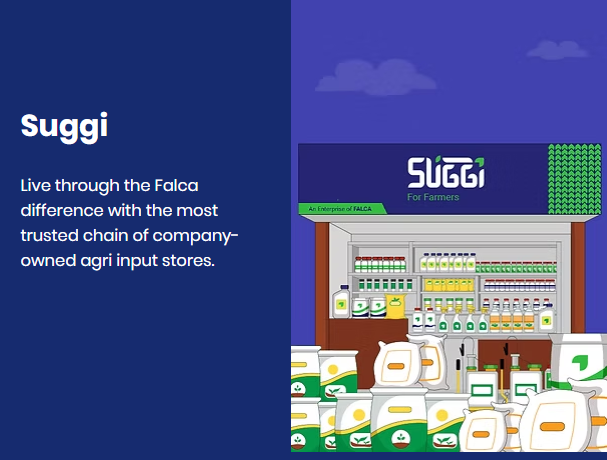 Suggi
Live through the Falca
difference with the most
trusted chain of company-
owned agri input stores.
SUGGi
For Farmers
An Enterprise of FALCA